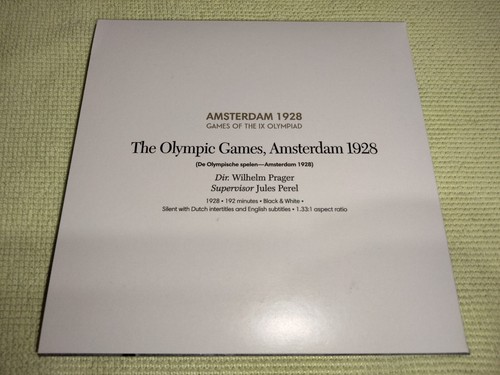 AMSTERDAM 1928
GAMES OF THE IX OLYMPIAD
The Olympic Games, Amsterdam 1928
(De Olympische spelen—Amsterdam 1928)
Dir. Wilhelm Prager
Supervisor Jules Perel
1928 • 192 minutes • Black & White •
Silent with Dutch intertitles and English subtitles • 1.33:1 aspect ratio